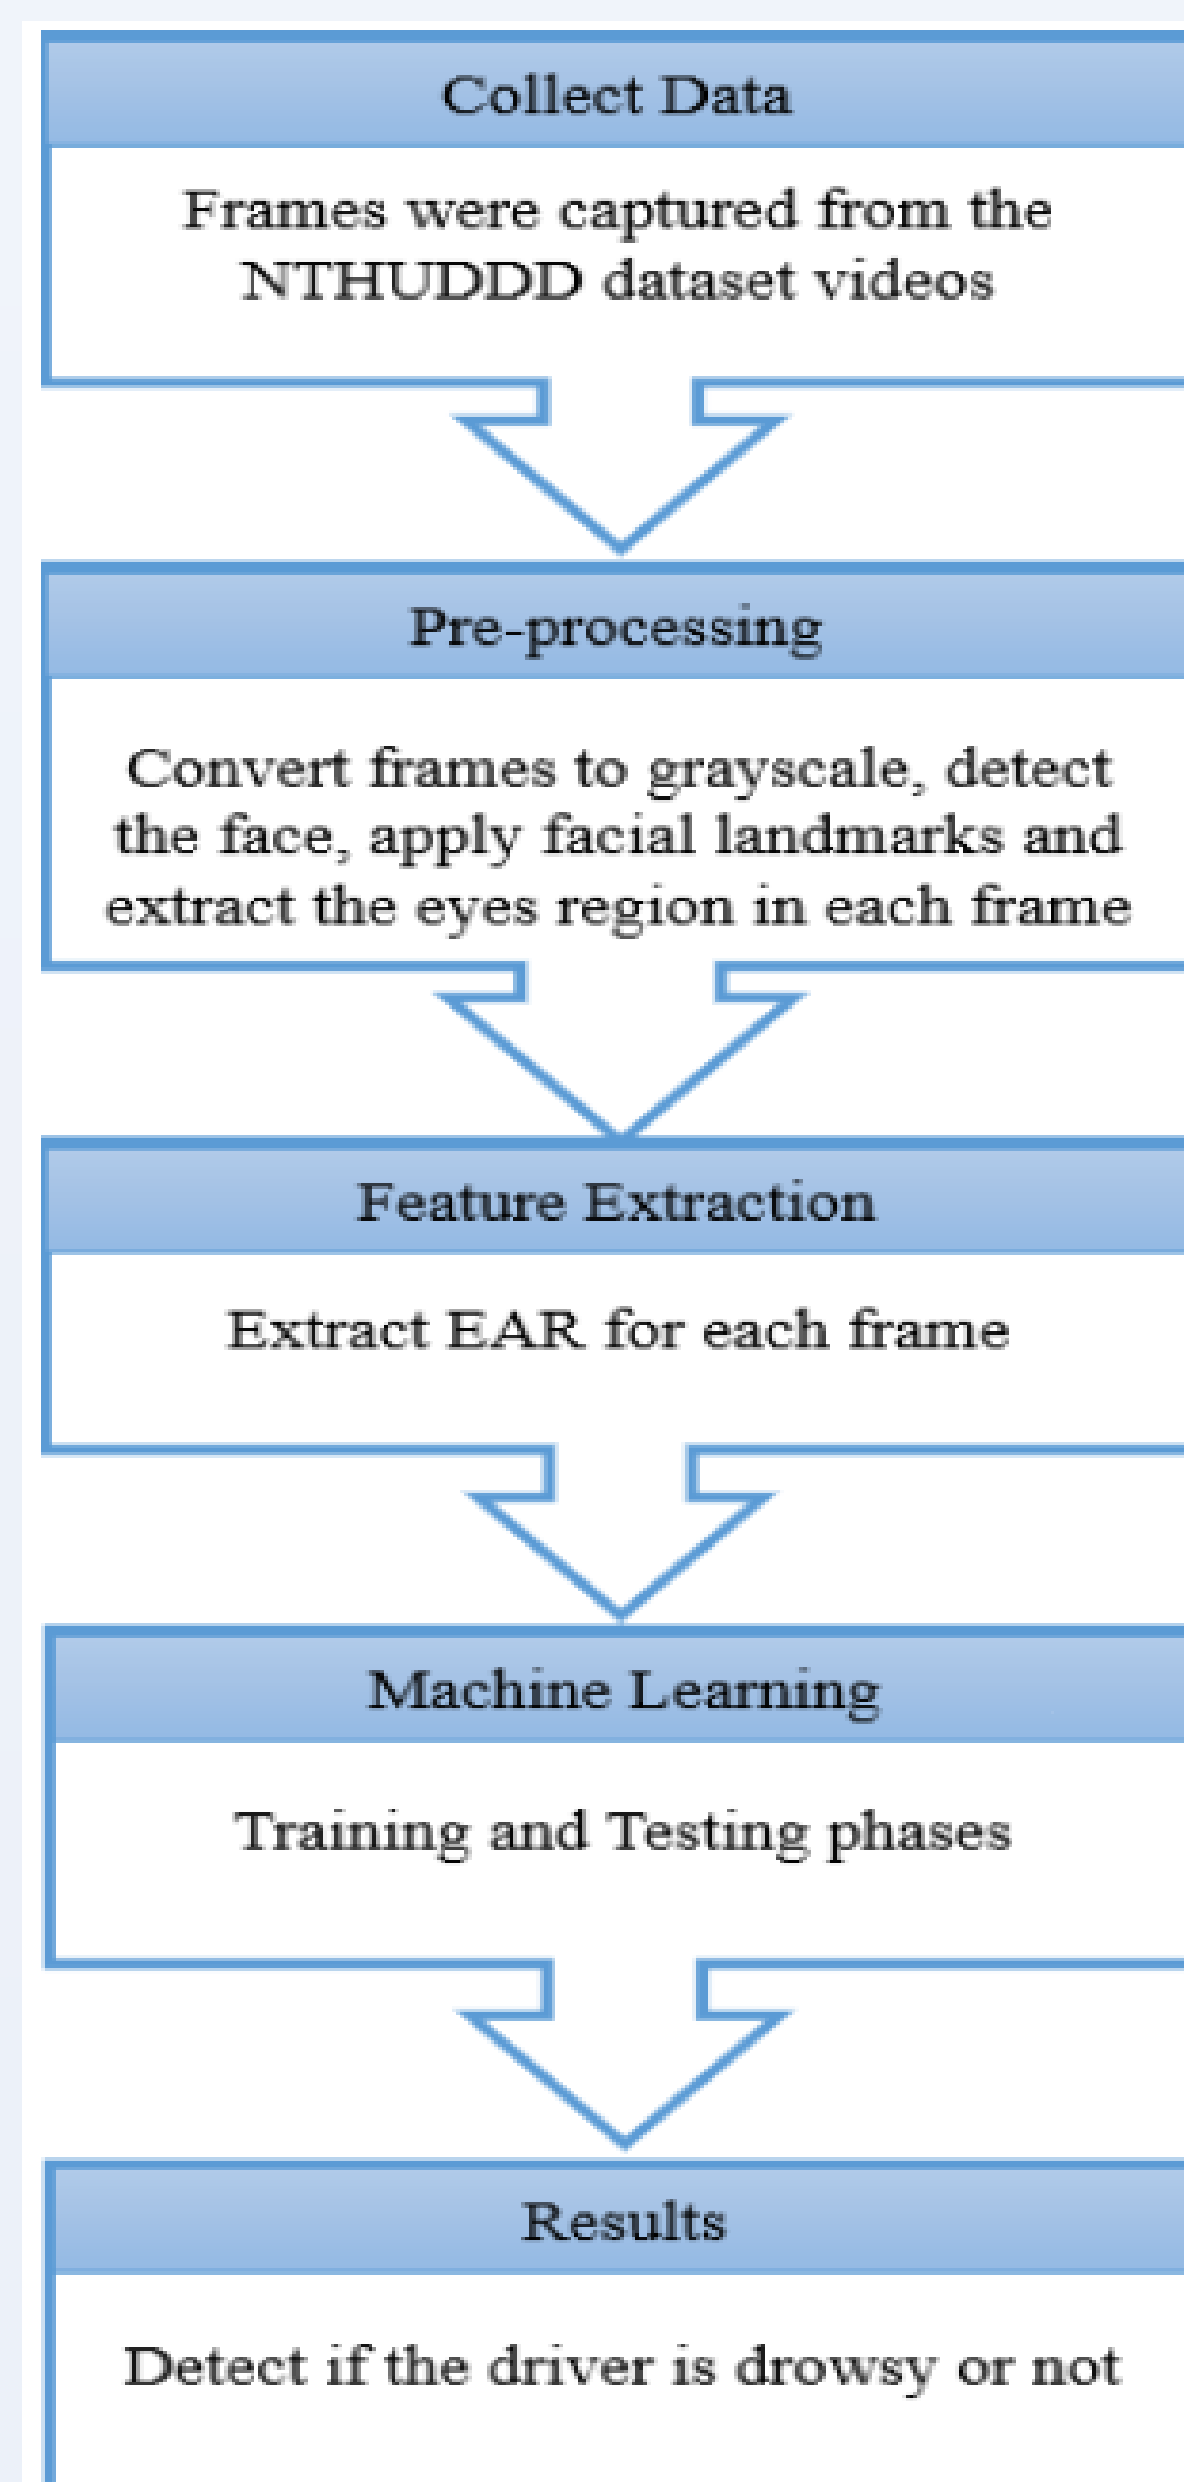 Collect Data
Frames were captured from the
NTHUDDD dataset videos
Pre-processing
Convert frames to grayscale, detect
the face, apply facial landmarks and
extract the eyes region in each frame
Feature Extraction
Extract EAR for each frame
Machine Learning
Training and Testing phases
Results
Detect if the driver is drowsy or not